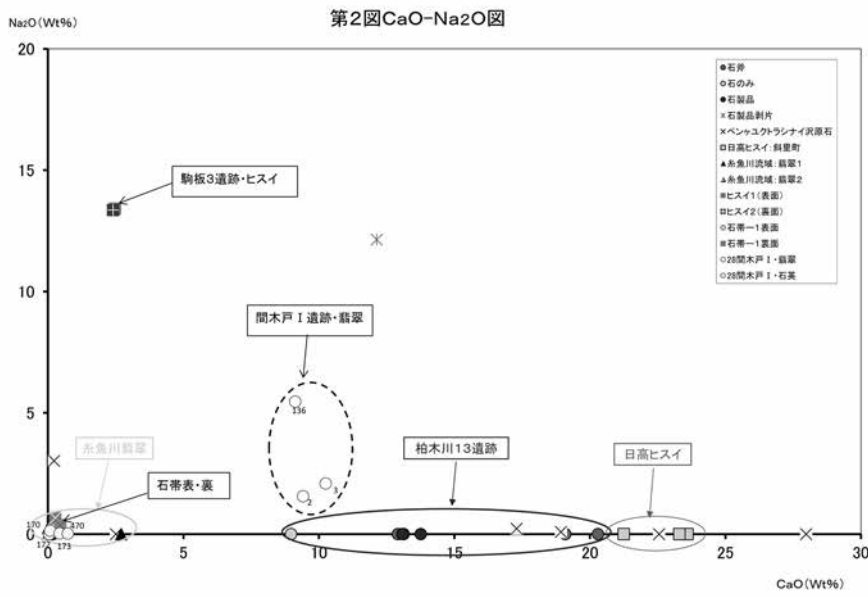 第2図CaO-Na2O図
Na2O(Wt%)
20
15
10
5
0
0
5
10
15
20
25
30
CaO(Wt%)
●石斧
○石のみ
●石製品
×石製品剥片
×ペンケユクトラシナイ沢原石
□日高ヒスイ:斜里町
▲糸魚川流域:翡翠1
▲糸魚川流域:翡翠2
■ヒスイ1(表面)
□ヒスイ2(裏面)
○石帯ー1表面
■石帯ー1裏面
○28間木戸Ⅰ・翡翠
○28間木戸Ⅰ・石英
駒板3遺跡・ヒスイ
間木戸Ⅰ遺跡・翡翠
136
2
3
糸魚川翡翠
石帯表・裏
柏木川13遺跡
日高ヒスイ
170
470
172
173